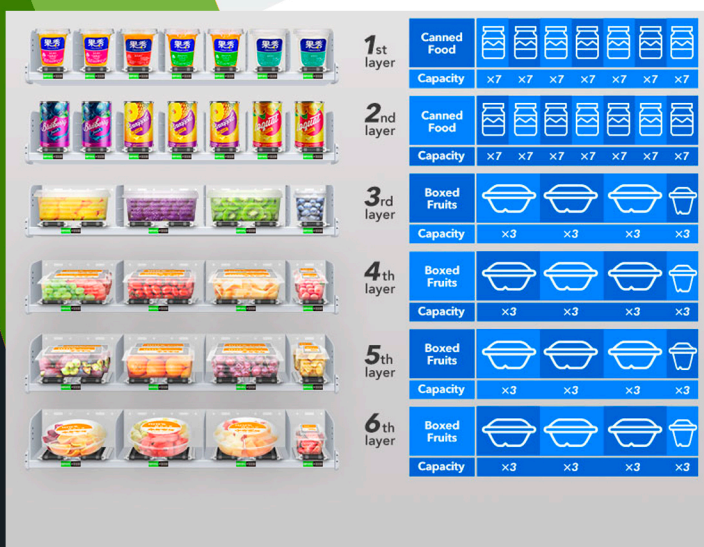 果秀 果秀 果秀 果秀 果秀 果秀 果秀
1st
layer
Canned
Food
Capacity ×7 ×7 ×7 ×7 ×7 ×7 ×7
Blueberry Blueberry
2nd
layer
Canned
Food
Capacity ×7 ×7 ×7 ×7 ×7 ×7 ×7
3rd
layer
Boxed
Fruits
Capacity ×3 ×3 ×3 ×3
4th
layer
Boxed
Fruits
Capacity ×3 ×3 ×3 ×3
5th
layer
Boxed
Fruits
Capacity ×3 ×3 ×3 ×3
6th
layer
Boxed
Fruits
Capacity ×3 ×3 ×3 ×3